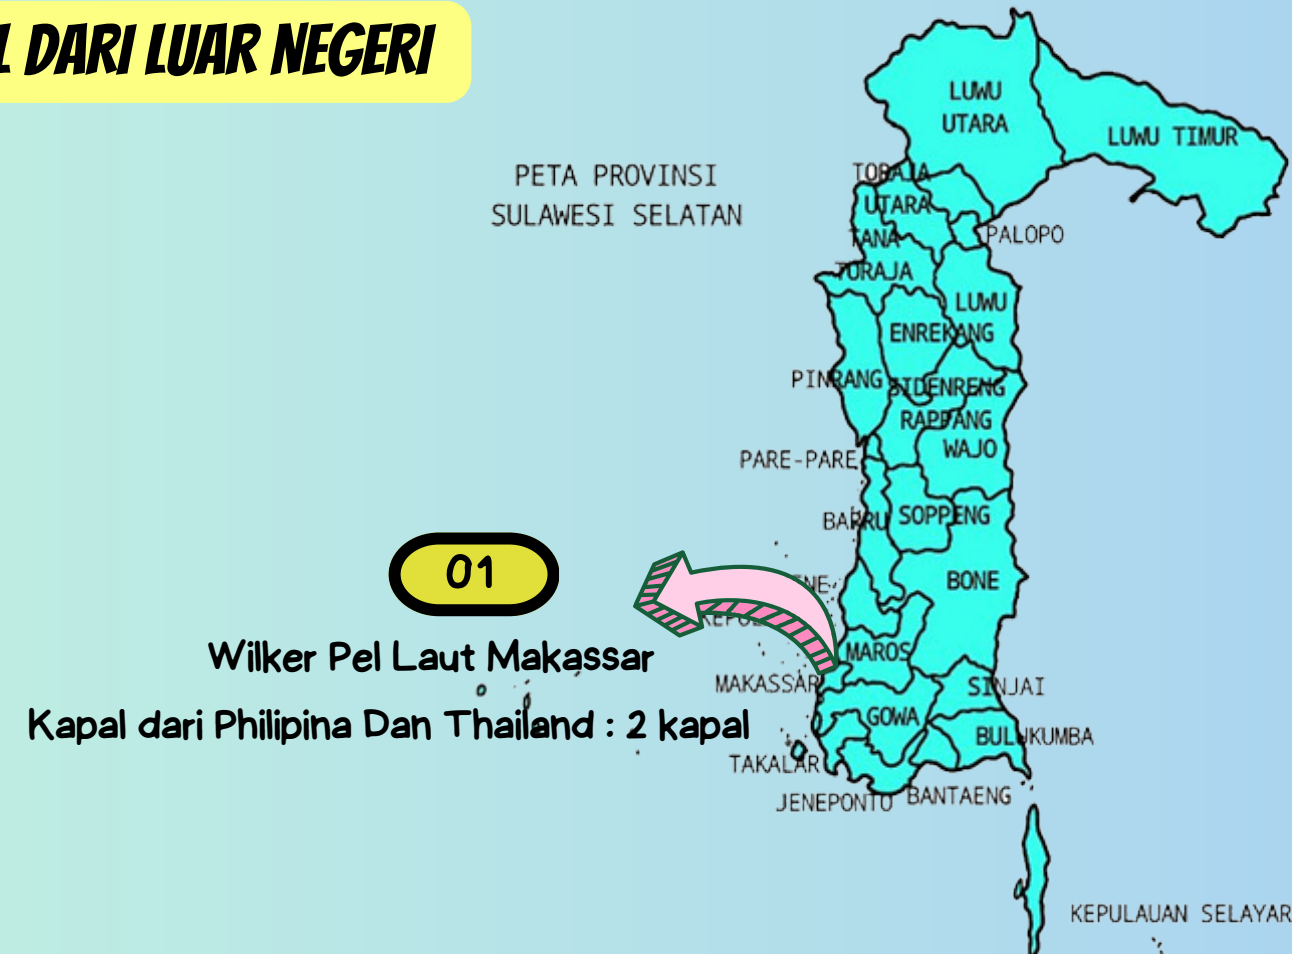 L DARI LUAR NEGERI
PETA PROVINSI
SULAWESI SELATAN
LUWU
UTARA
LUWU TIMUR
TORAJA
UTARA
TANA
TORAJA
PALOPO
LUWU
ENREKANG
PINRANG
SIDENRENG
RAPPANG
WAJO
PARE-PARE
BARRU
SOPPENG
BONE
01
Wilker Pel Laut Makassar
Kapal dari Philipina Dan Thailand : 2 kapal
MAROS
MAKASSAR
SINJAI
GOWA
BULUKUMBA
TAKALAR
JENEPONTO
BANTAENG
KEPULAUAN SELAYAR